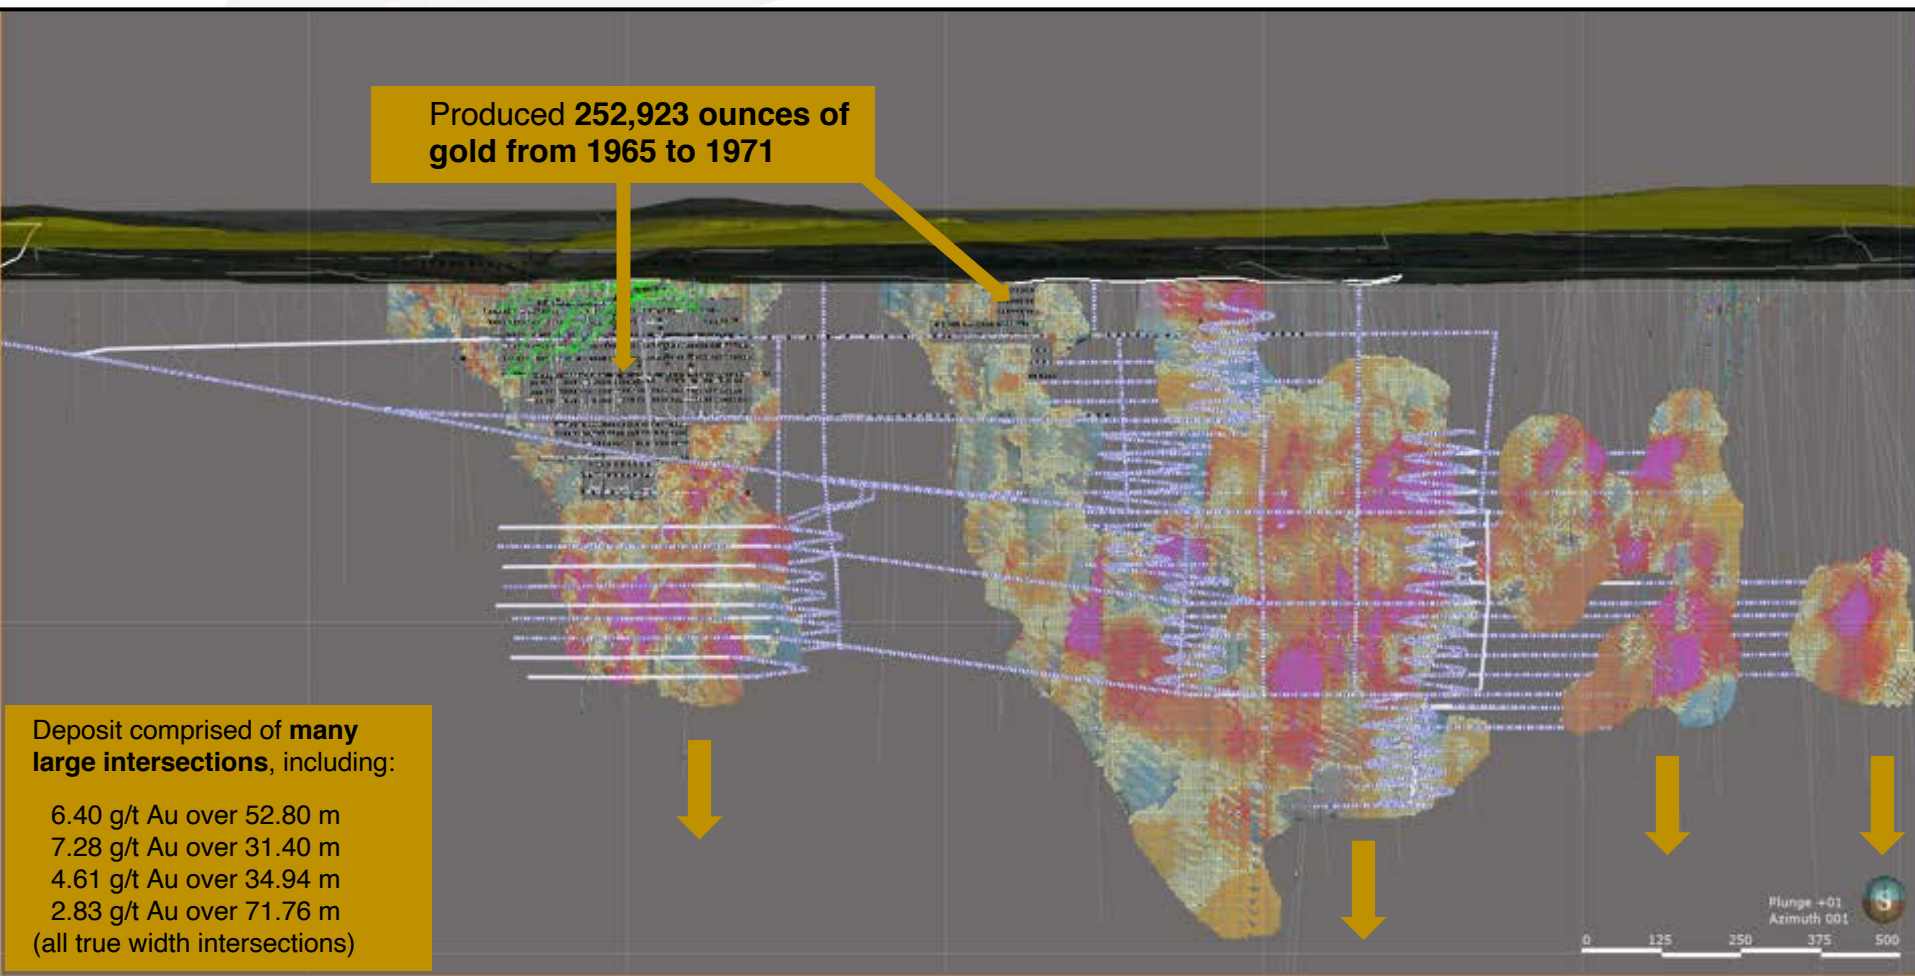 Produced 252,923 ounces of
gold from 1965 to 1971
Deposit comprised of many
large intersections, including:
6.40 g/t Au over 52.80 m
7.28 g/t Au over 31.40 m
4.61 g/t Au over 34.94 m
2.83 g/t Au over 71.76 m
(all true width intersections)
Plunge +01
Azimuth 001
S
0 125 250 375 500